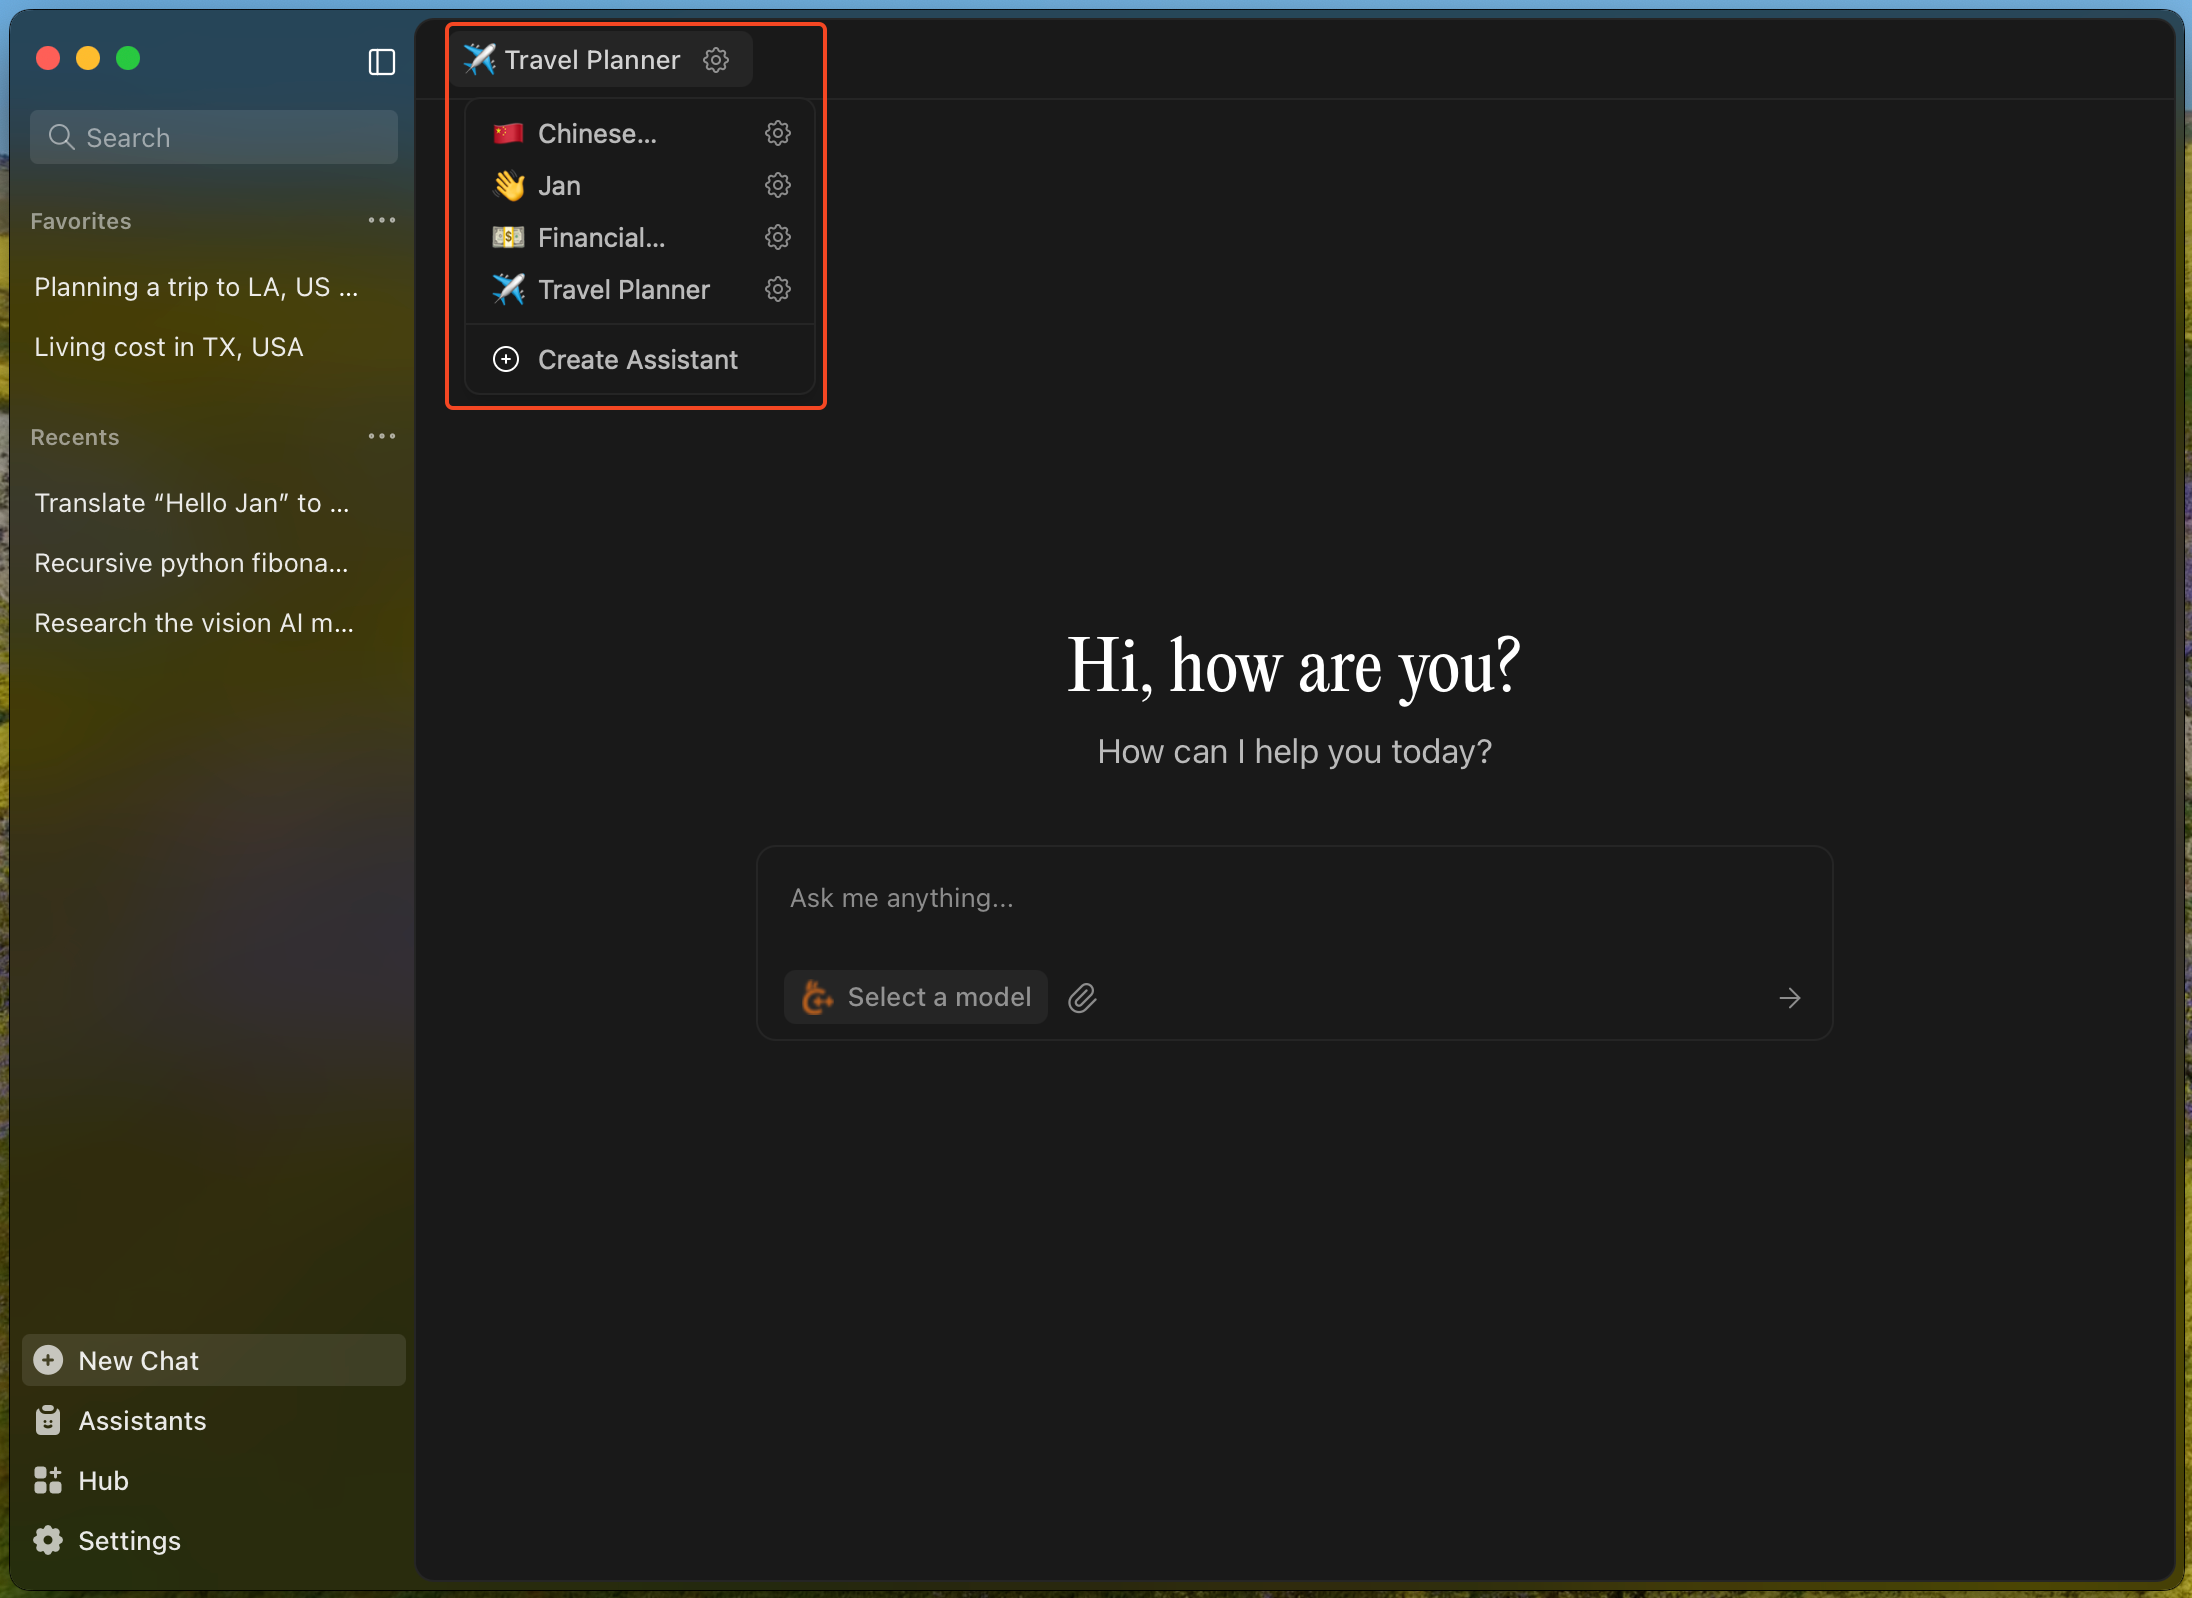 Search
Favorites
Planning a trip to LA, US ...
Living cost in TX, USA
Recents
Translate “Hello Jan” to ...
Recursive python fibona...
Research the vision AI m...
New Chat
Assistants
Hub
Settings
Travel Planner
Chinese...
Jan
Financial...
Travel Planner
Create Assistant
Hi, how are you?
How can I help you today?
Ask me anything...
Select a model